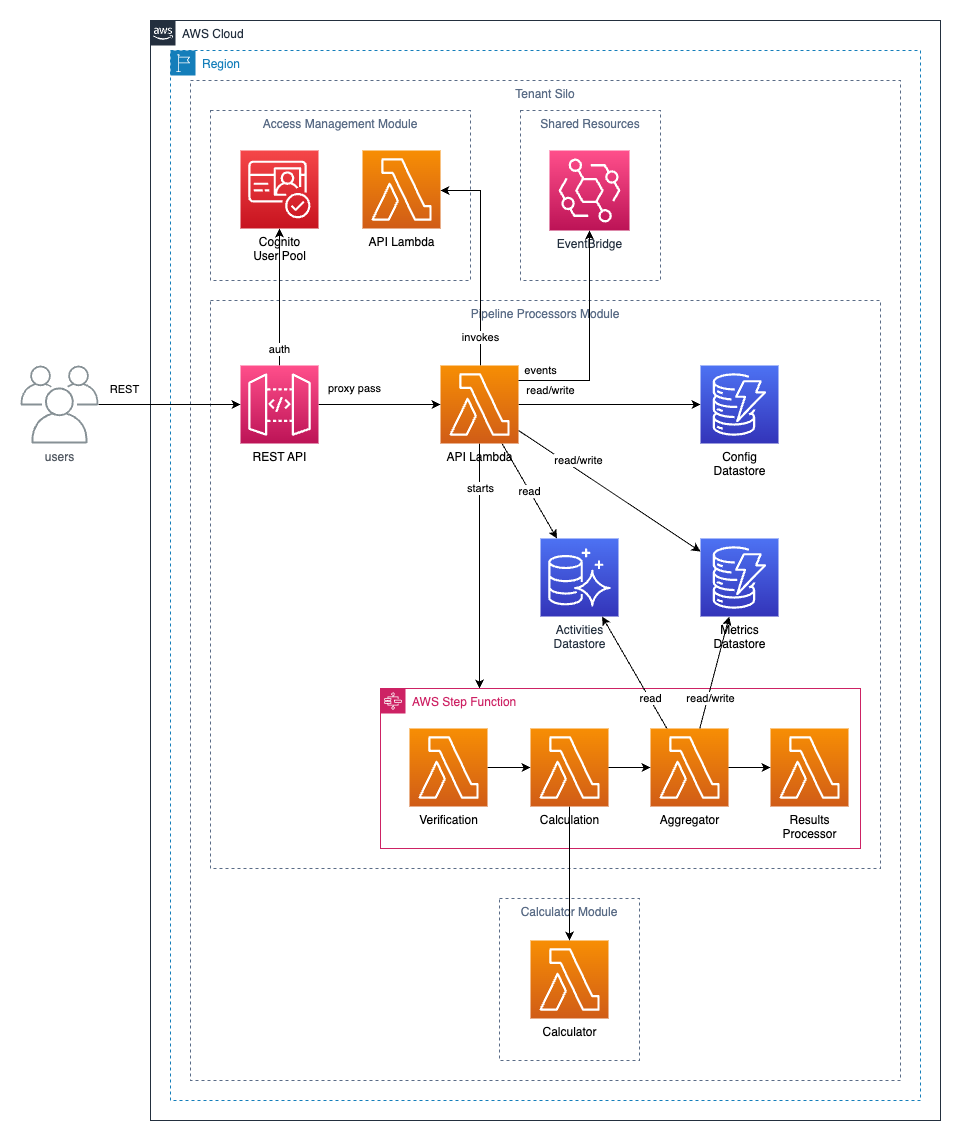 aws
AWS Cloud
Region
Tenant Silo
Access Management Module
Shared Resources
Cognito
User Pool
API Lambda
EventBridge
Pipeline Processors Module
invokes
auth
events
REST
proxy pass
read/write
users
REST API
API Lambda
read/write
Config
Datastore
starts
read
Activities
Datastore
Metrics
Datastore
AWS Step Function
read
read/write
Verification
Calculation
Aggregator
Results
Processor
Calculator Module
Calculator